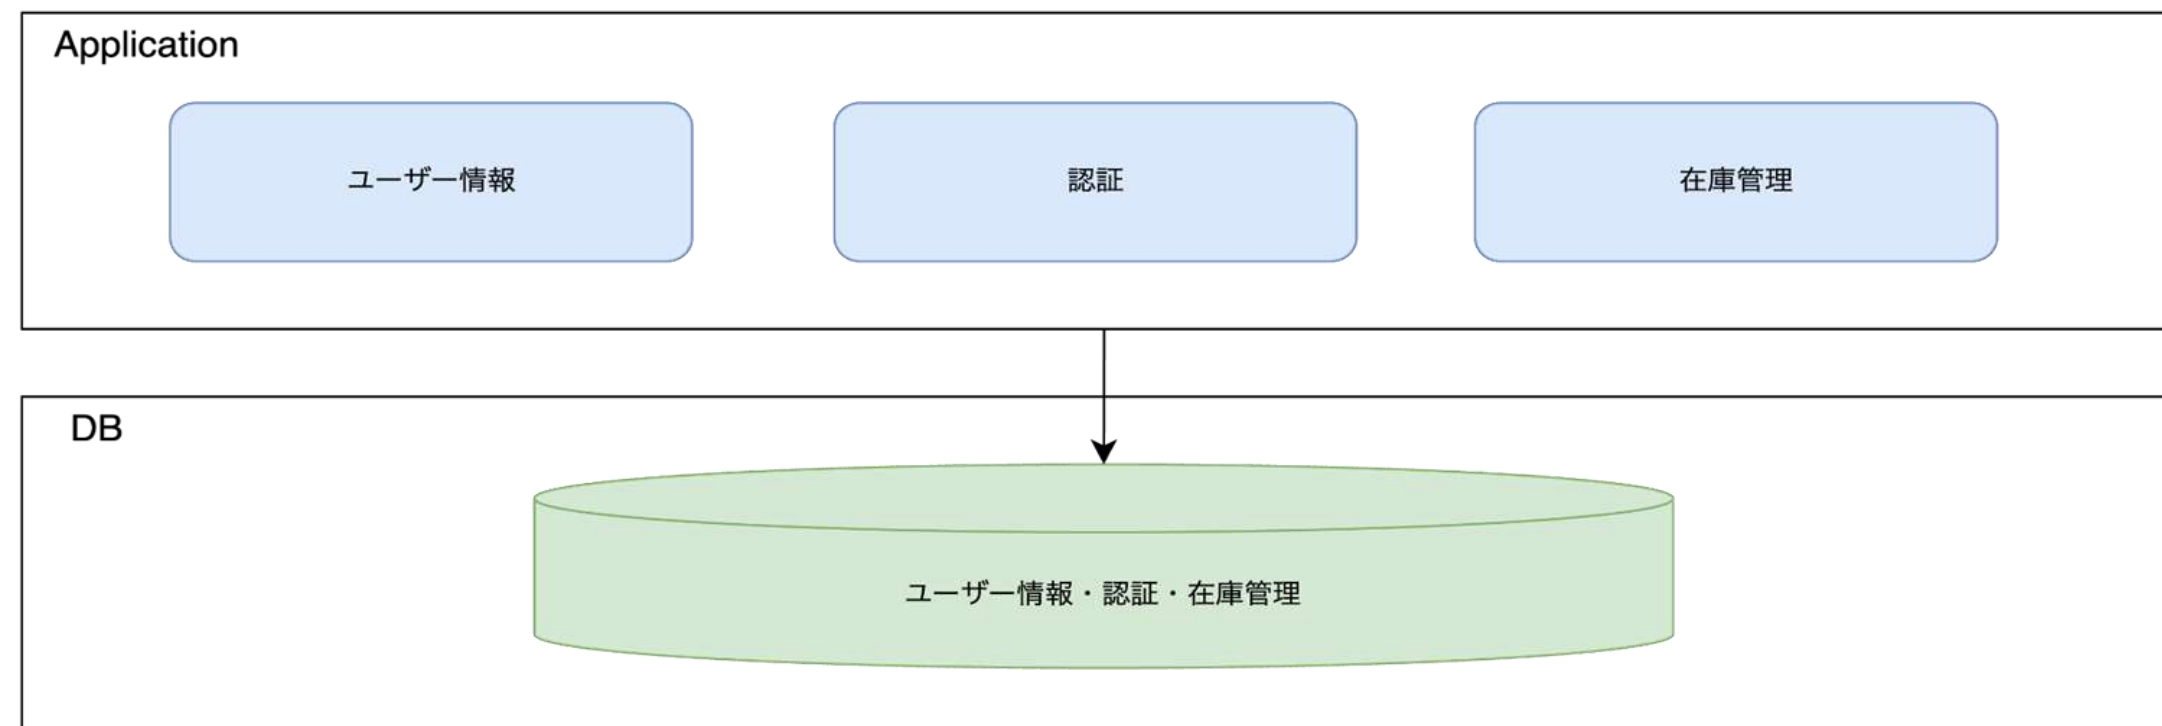 Application
ユーザー情報
認証
在庫管理
DB
ユーザー情報・認証・在庫管理